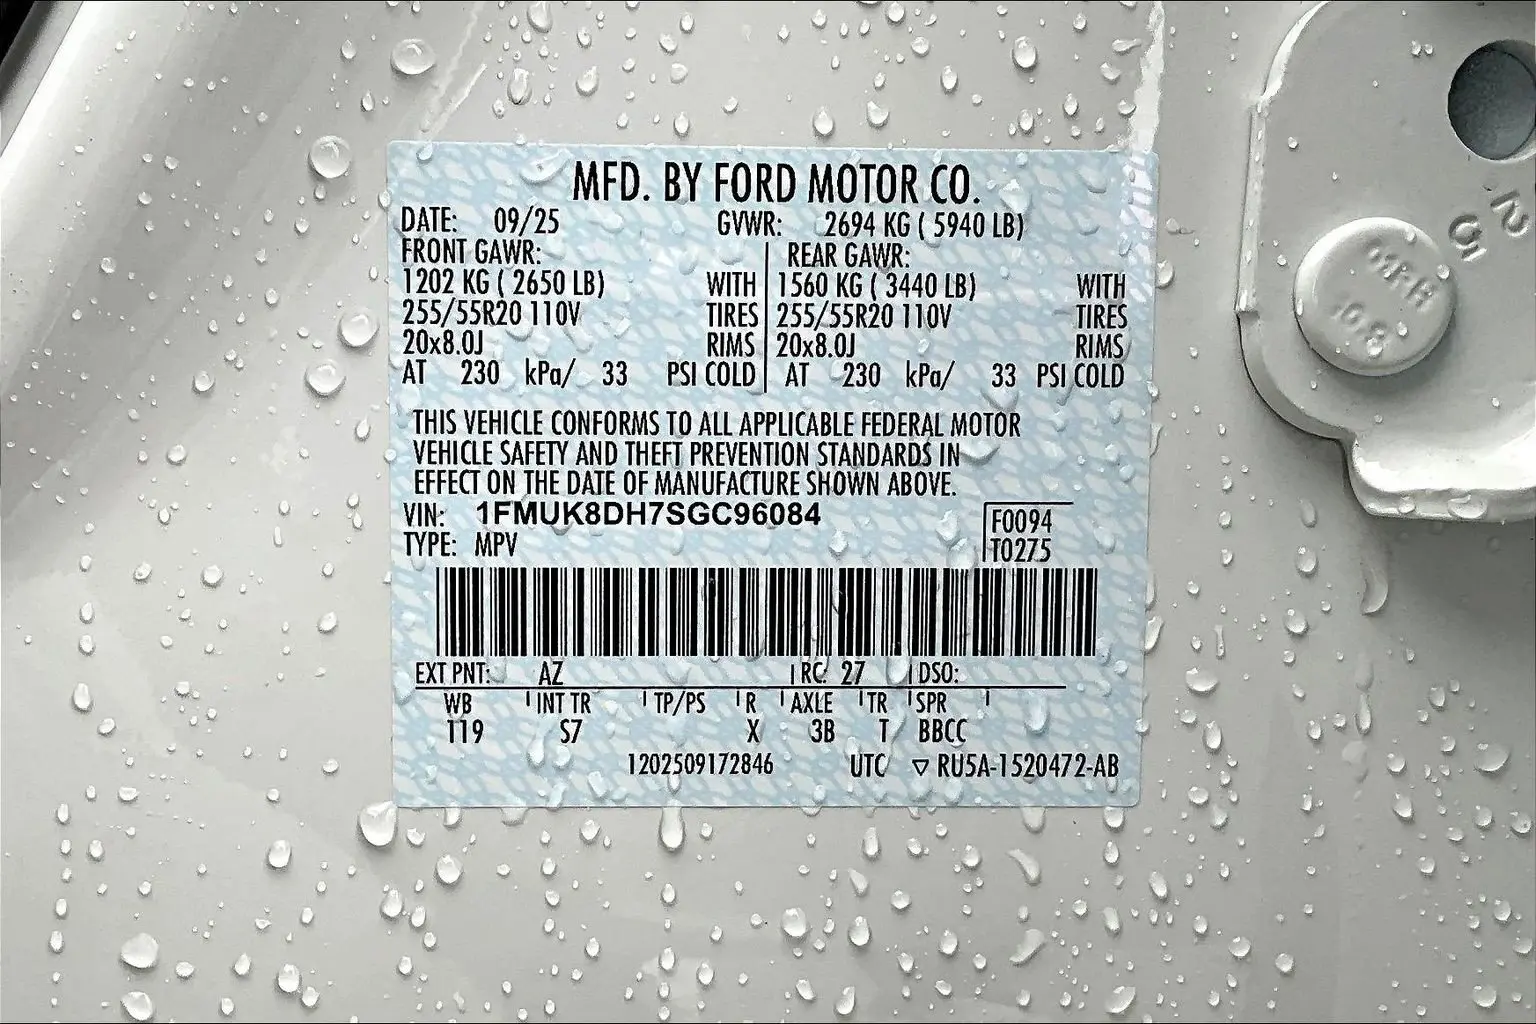 MFD. BY FORD MOTOR CO.
DATE: 09/25 GVWR: 2694 KG ( 5940 LB)
FRONT GAWR: REAR GAWR:
1202 KG ( 2650 LB) WITH 1560 KG ( 3440 LB) WITH
255/55R20 110V TIRES 255/55R20 110V TIRES
20x8.0J RIMS 20x8.0J RIMS
AT 230 kPa/ 33 PSI COLD AT 230 kPa/ 33 PSI COLD
THIS VEHICLE CONFORMS TO ALL APPLICABLE FEDERAL MOTOR
VEHICLE SAFETY AND THEFT PREVENTION STANDARDS IN
EFFECT ON THE DATE OF MANUFACTURE SHOWN ABOVE.
VIN: 1FMUK8DH7SGC96084 F0094
TYPE: MPV T0275
EXT PNT: AZ RC: 27 DSO:
WB INT TR TP/PS R AXLE TR SPR
119 S7 X 3B T BBCC
1202509172846 UTC ▽ RU5A-1520472-AB
10.8